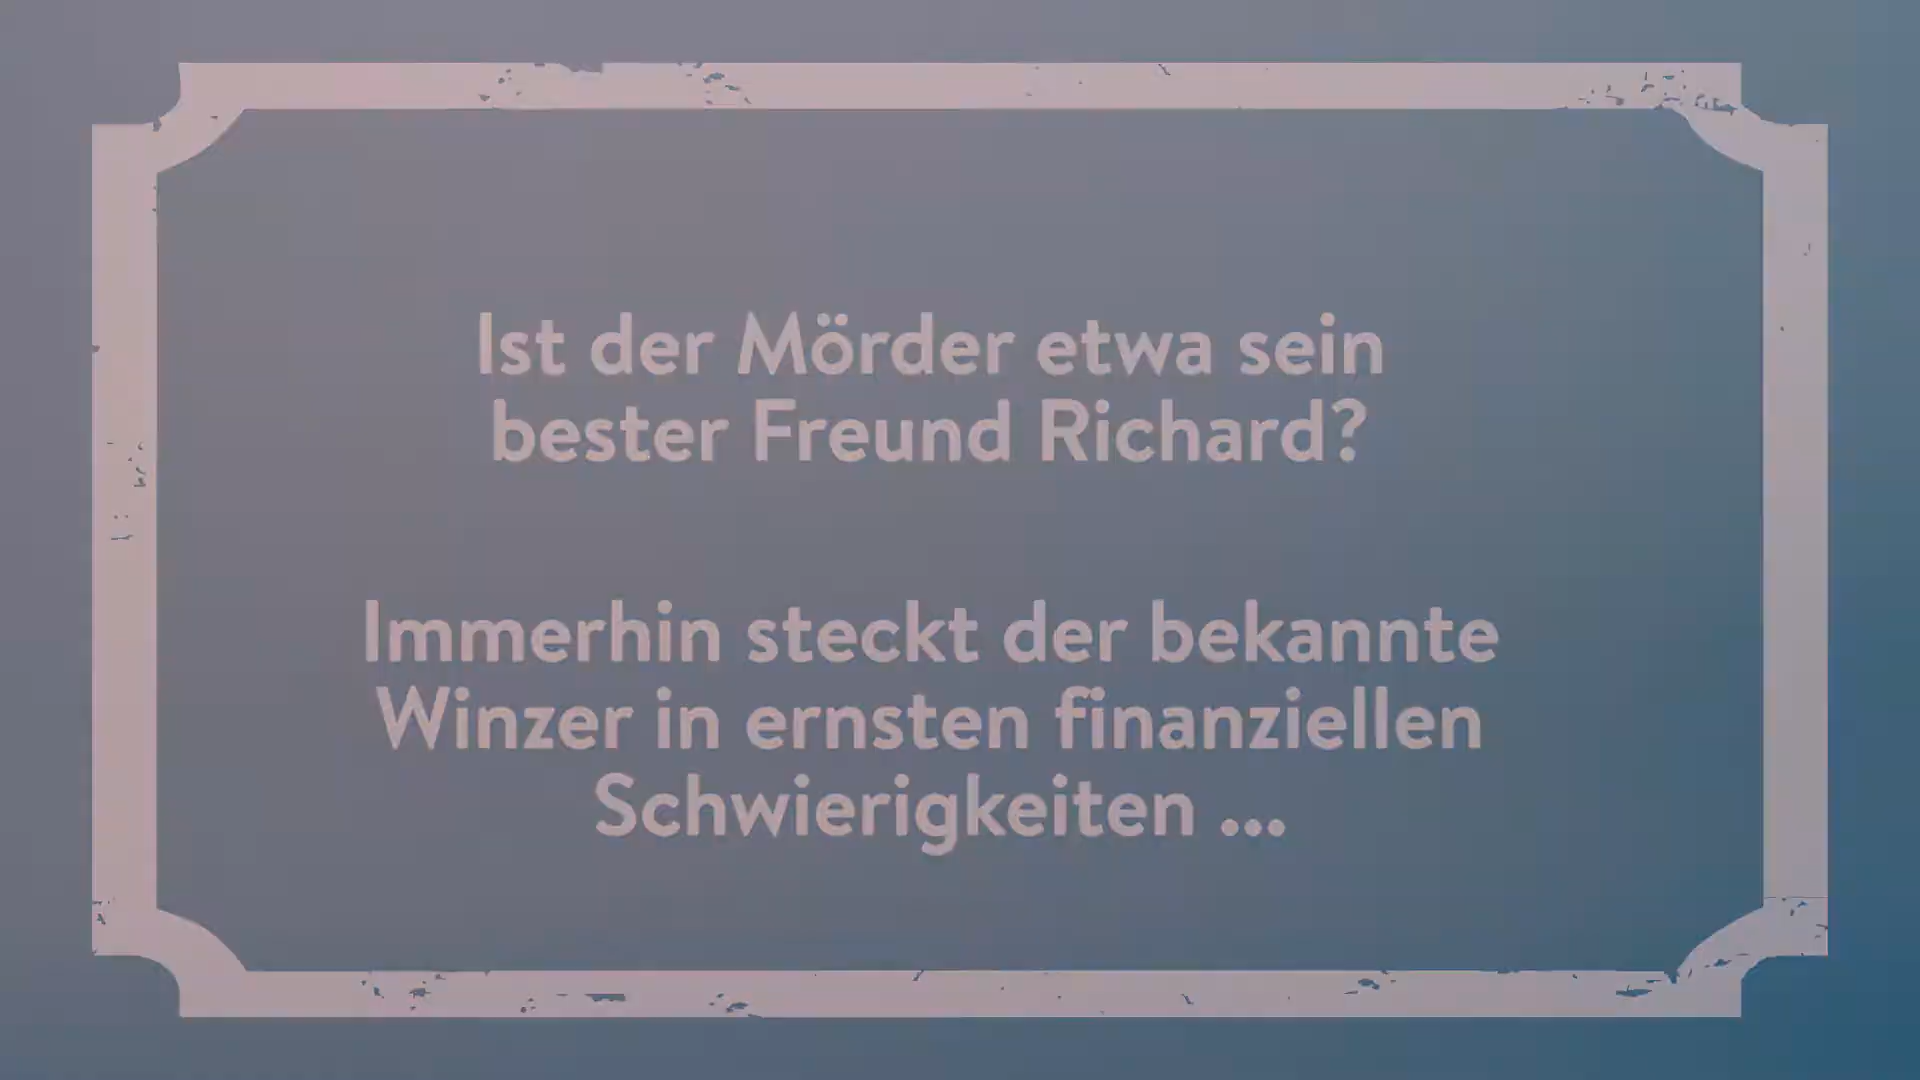 Ist der Mörder etwa sein
bester Freund Richard?
Immerhin steckt der bekannte
Winzer in ernsten finanziellen
Schwierigkeiten ...